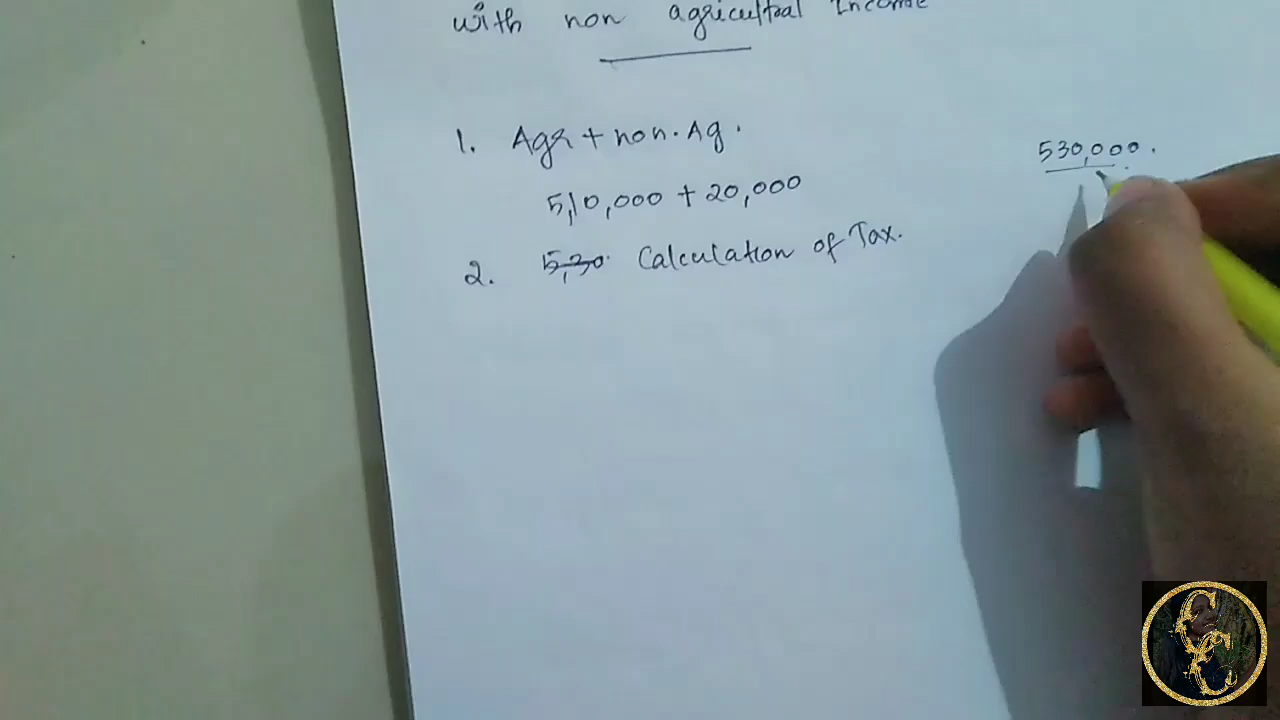 with non agricultral Income
1. Agr + non. Ag.
530,000.
5,10,000 + 20,000
2. 5,30 Calculation of Tax.